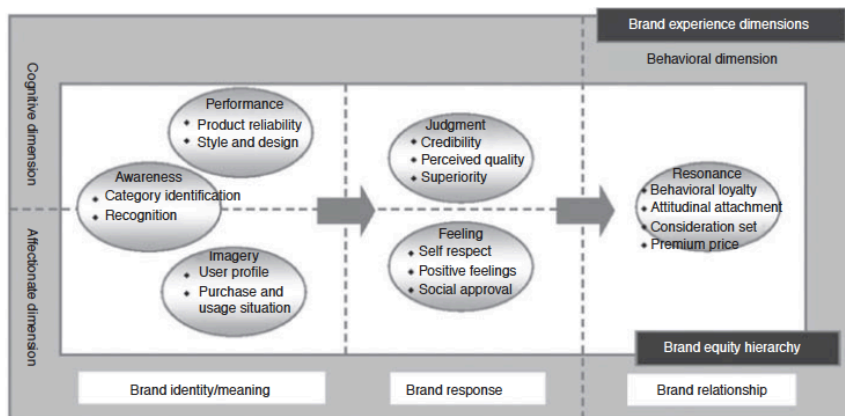 Brand experience dimensions
Behavioral dimension
Cognitive dimension
Affectionate dimension
Performance
Product reliability
Style and design
Awareness
Category identification
Recognition
Imagery
User profile
Purchase and
usage situation
Judgment
Credibility
Perceived quality
Superiority
Feeling
Self respect
Positive feelings
Social approval
Resonance
Behavioral loyalty
Attitudinal attachment
Consideration set
Premium price
Brand equity hierarchy
Brand identity/meaning
Brand response
Brand relationship